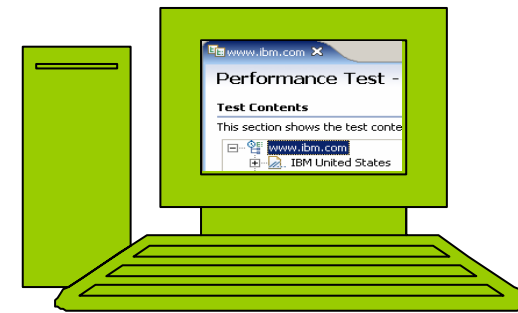 www.ibm.com
Performance Test -
Test Contents
This section shows the test conte
www.ibm.com
IBM United States